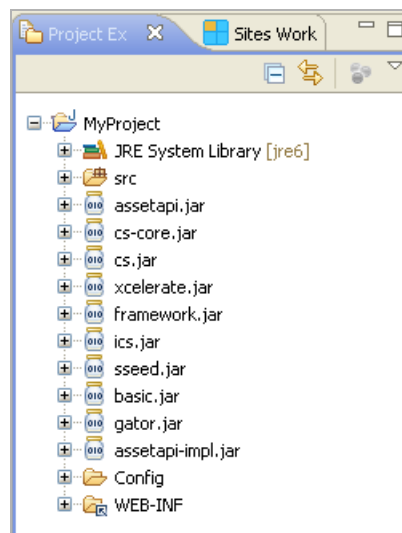 Project Ex
Sites Work
MyProject
JRE System Library [jre6]
src
assetapi.jar
cs-core.jar
cs.jar
xcelerate.jar
framework.jar
ics.jar
sseed.jar
basic.jar
gator.jar
assetapi-impl.jar
Config
WEB-INF